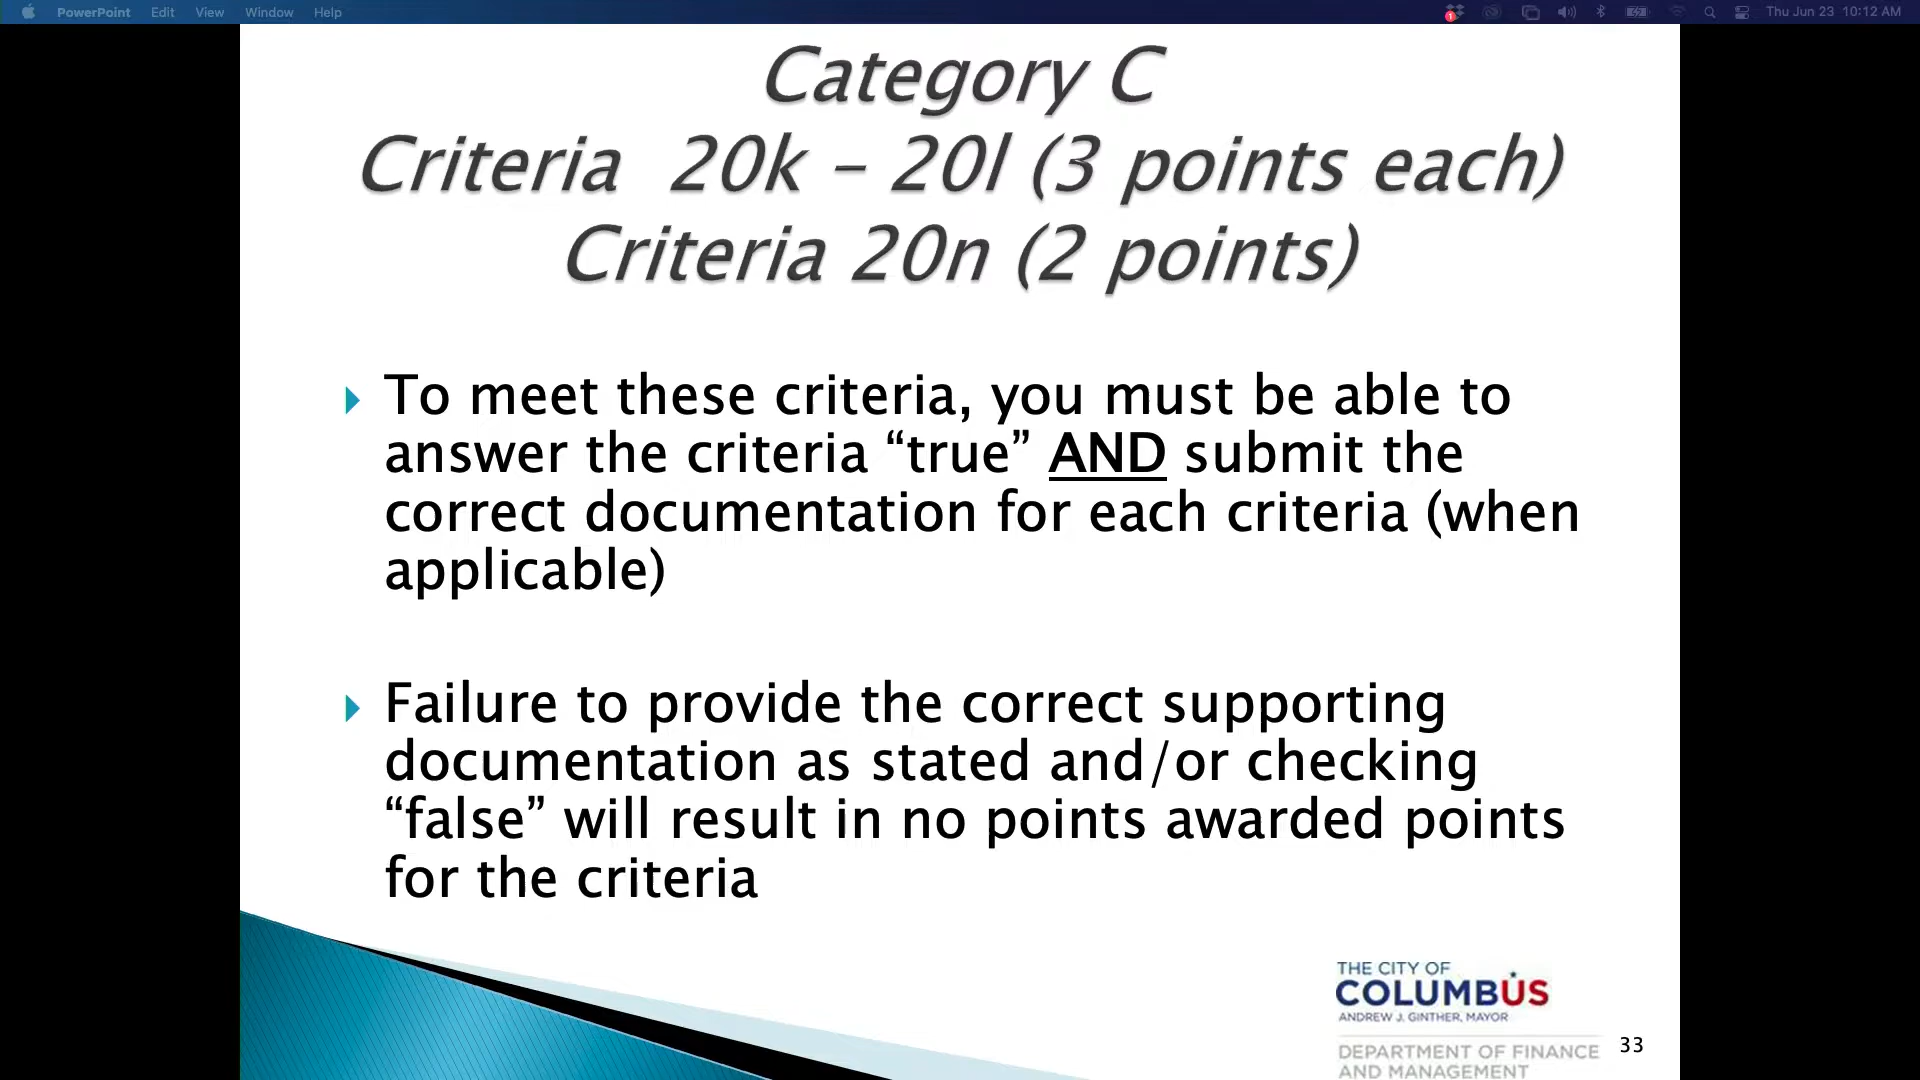 PowerPoint Edit View Window Help
1
Thu Jun 23 10:12 AM
Category C
Criteria 20k – 20l (3 points each)
Criteria 20n (2 points)
To meet these criteria, you must be able to
answer the criteria “true” AND submit the
correct documentation for each criteria (when
applicable)
Failure to provide the correct supporting
documentation as stated and/or checking
“false” will result in no points awarded points
for the criteria
THE CITY OF
COLUMBUS
ANDREW J. GINTHER, MAYOR
DEPARTMENT OF FINANCE
AND MANAGEMENT
33